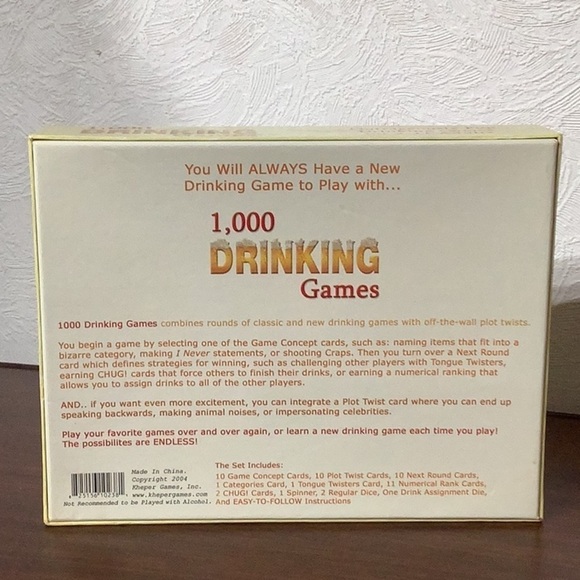 DRINKING
You Will ALWAYS Have a New
Drinking Game to Play with...
1,000
DRINKING
Games
1000 Drinking Games combines rounds of classic and new drinking games with off-the-wall plot twists.
You begin a game by selecting one of the Game Concept cards, such as: naming items that fit into a
bizarre category, making I Never statements, or shooting Craps. Then you turn over a Next Round
card which defines strategies for winning, such as challenging other players with Tongue Twisters,
earning CHUG! cards that force others to finish their drinks, or earning a numerical ranking that
allows you to assign drinks to all of the other players.
AND.. if you want even more excitement, you can integrate a Plot Twist card where you can end up
speaking backwards, making animal noises, or impersonating celebrities.
Play your favorite games over and over again, or learn a new drinking game each time you play!
The possibilites are ENDLESS!
Made In China.
Copyright 2004
Kheper Games, Inc.
www.khepergames.com
Not Recommended to be Played with Alcohol.
The Set Includes:
10 Game Concept Cards, 10 Plot Twist Cards, 10 Next Round Cards,
1 Categories Card, 1 Tongue Twisters Card, 11 Numerical Rank Cards,
2 CHUG! Cards, 1 Spinner, 2 Regular Dice, One Drink Assignment Die,
And EASY-TO-FOLLOW Instructions